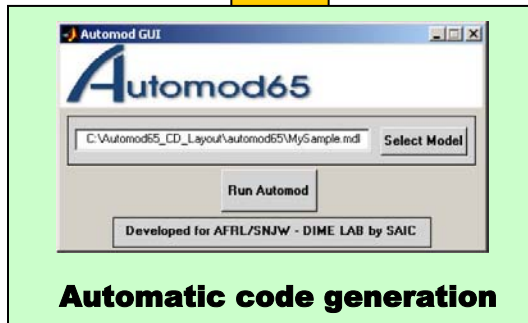 Automod GUI
Automod65
C:\Automod65_CD_Layout\automod65\MySample.mdl
Select Model
Run Automod
Developed for AFRL/SNJW - DIME LAB by SAIC
Automatic code generation